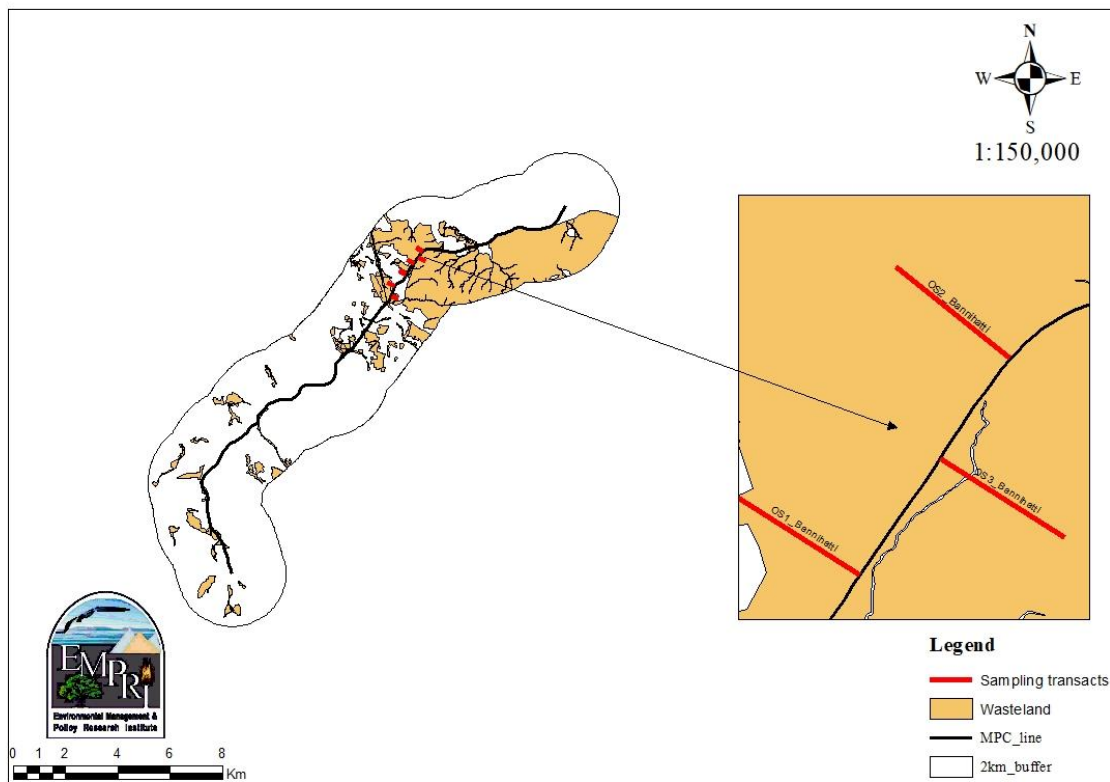 N
W E
S
1:150,000
OS2_Bannihatti
OS3_Bannihatti
OS1_Bannihatti
Legend
Sampling transacts
Wasteland
MPC_line
2km_buffer
EMPRI
Environmental Management &
Policy Research Institute
0 1 2 4 6 8
Km